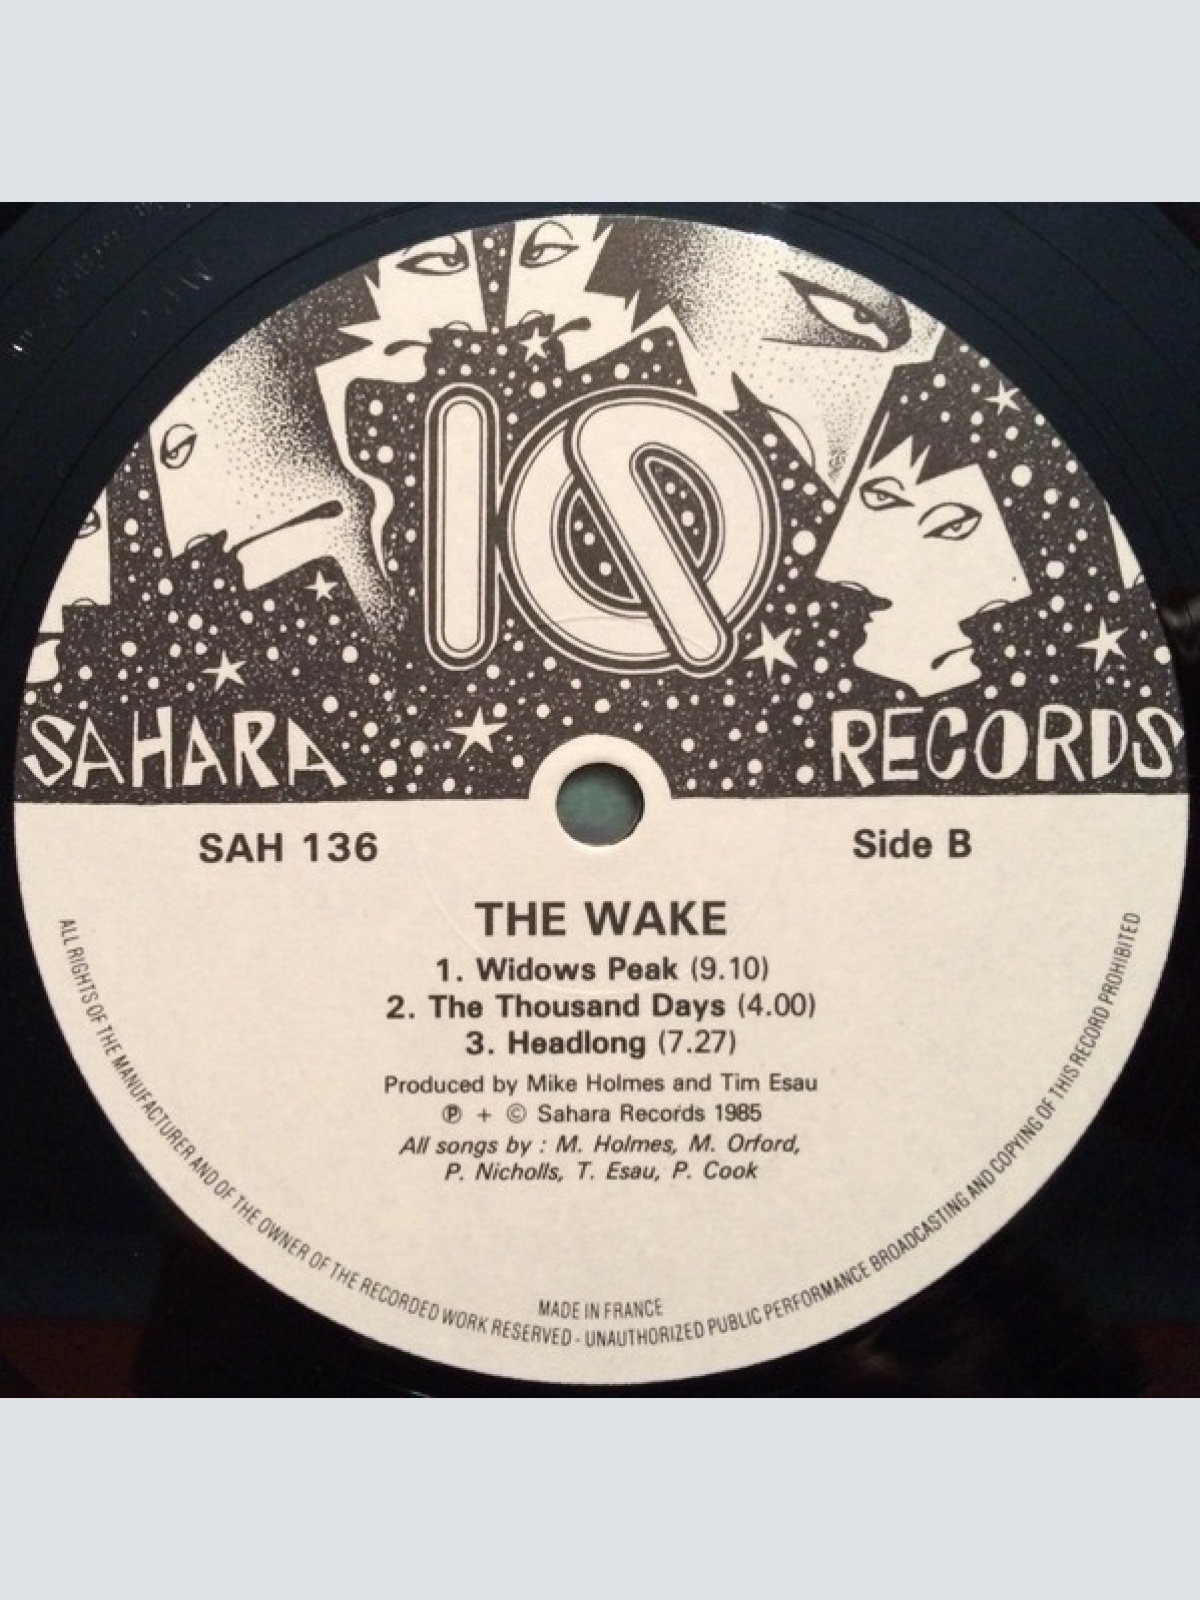 IQ
SAHARA RECORDS
SAH 136 Side B
THE WAKE
1. Widows Peak (9.10)
2. The Thousand Days (4.00)
3. Headlong (7.27)
Produced by Mike Holmes and Tim Esau
℗ + © Sahara Records 1985
All songs by : M. Holmes, M. Orford,
P. Nicholls, T. Esau, P. Cook
MADE IN FRANCE
ALL RIGHTS OF THE MANUFACTURER AND OF THE OWNER OF THE RECORDED WORK RESERVED - UNAUTHORIZED PUBLIC PERFORMANCE BROADCASTING AND COPYING OF THIS RECORD PROHIBITED